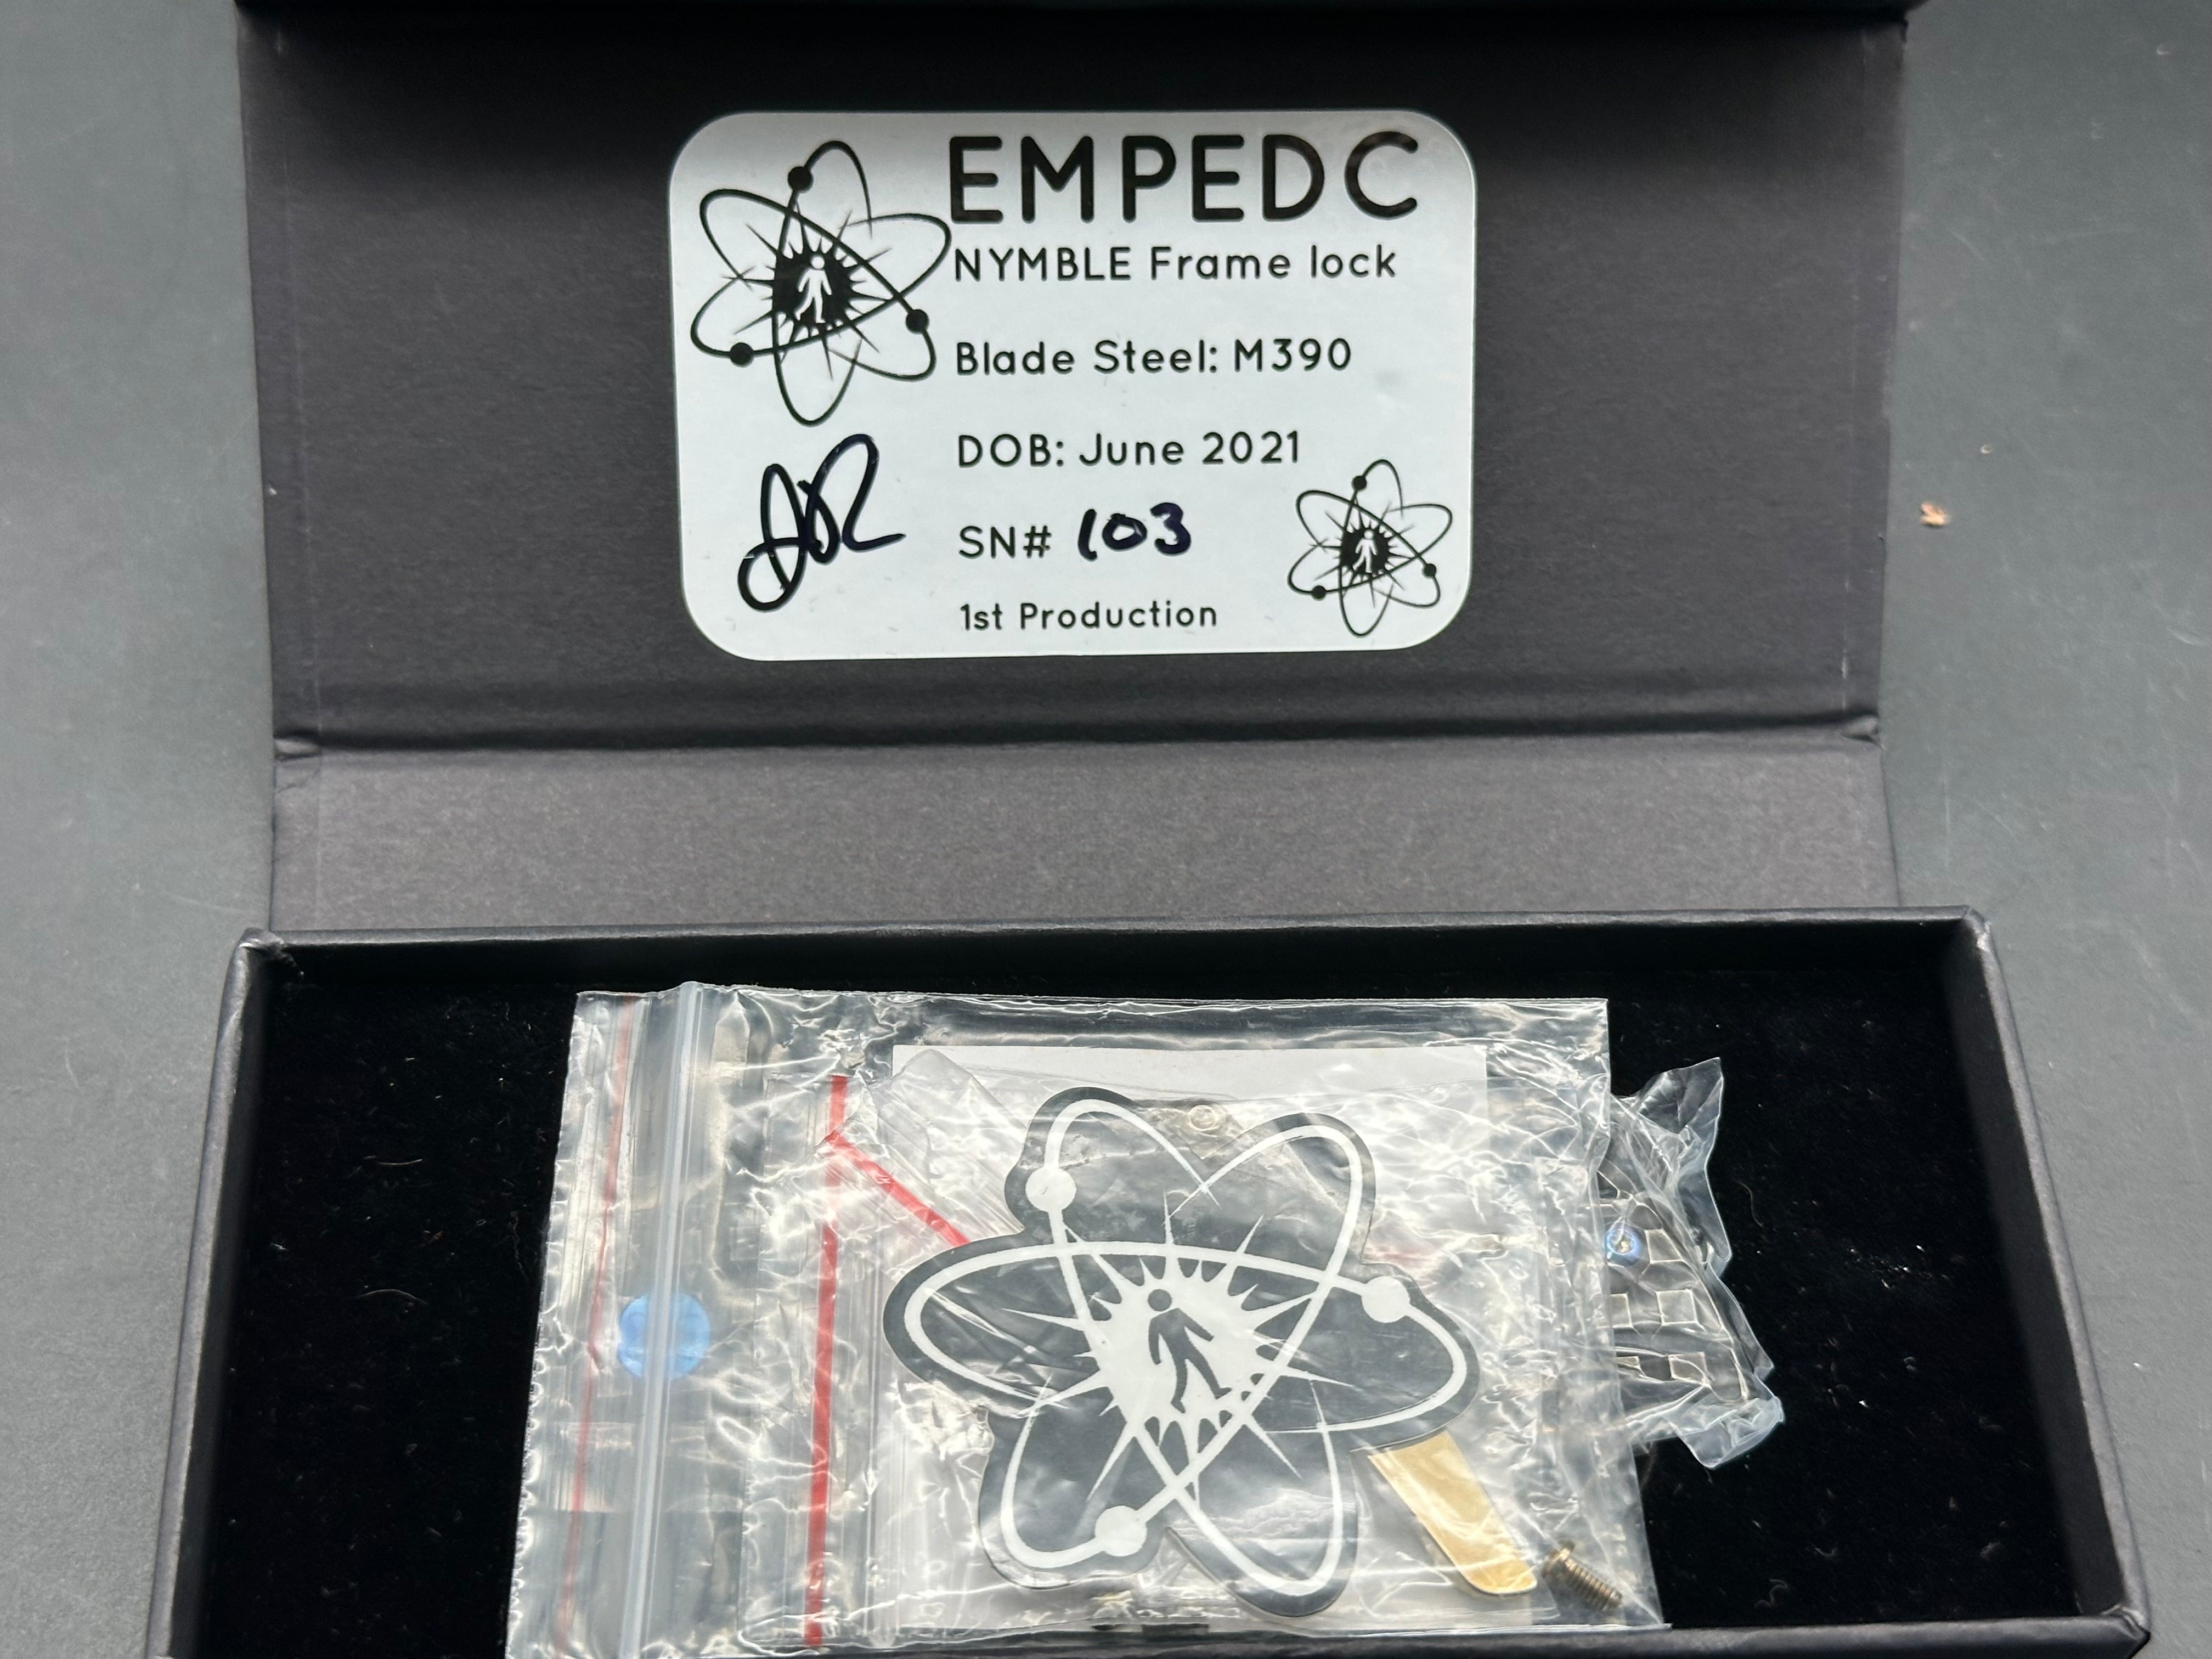 EMPEDC
NYMBLE Frame lock
Blade Steel: M390
DOB: June 2021
SN# 103
1st Production